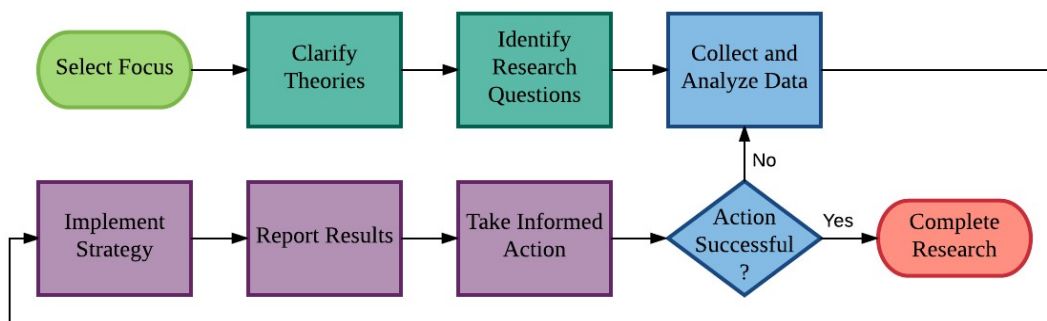 Select Focus
Clarify
Theories
Identify
Research
Questions
Collect and
Analyze Data
No
Implement
Strategy
Report Results
Take Informed
Action
Action
Successful
?
Yes
Complete
Research